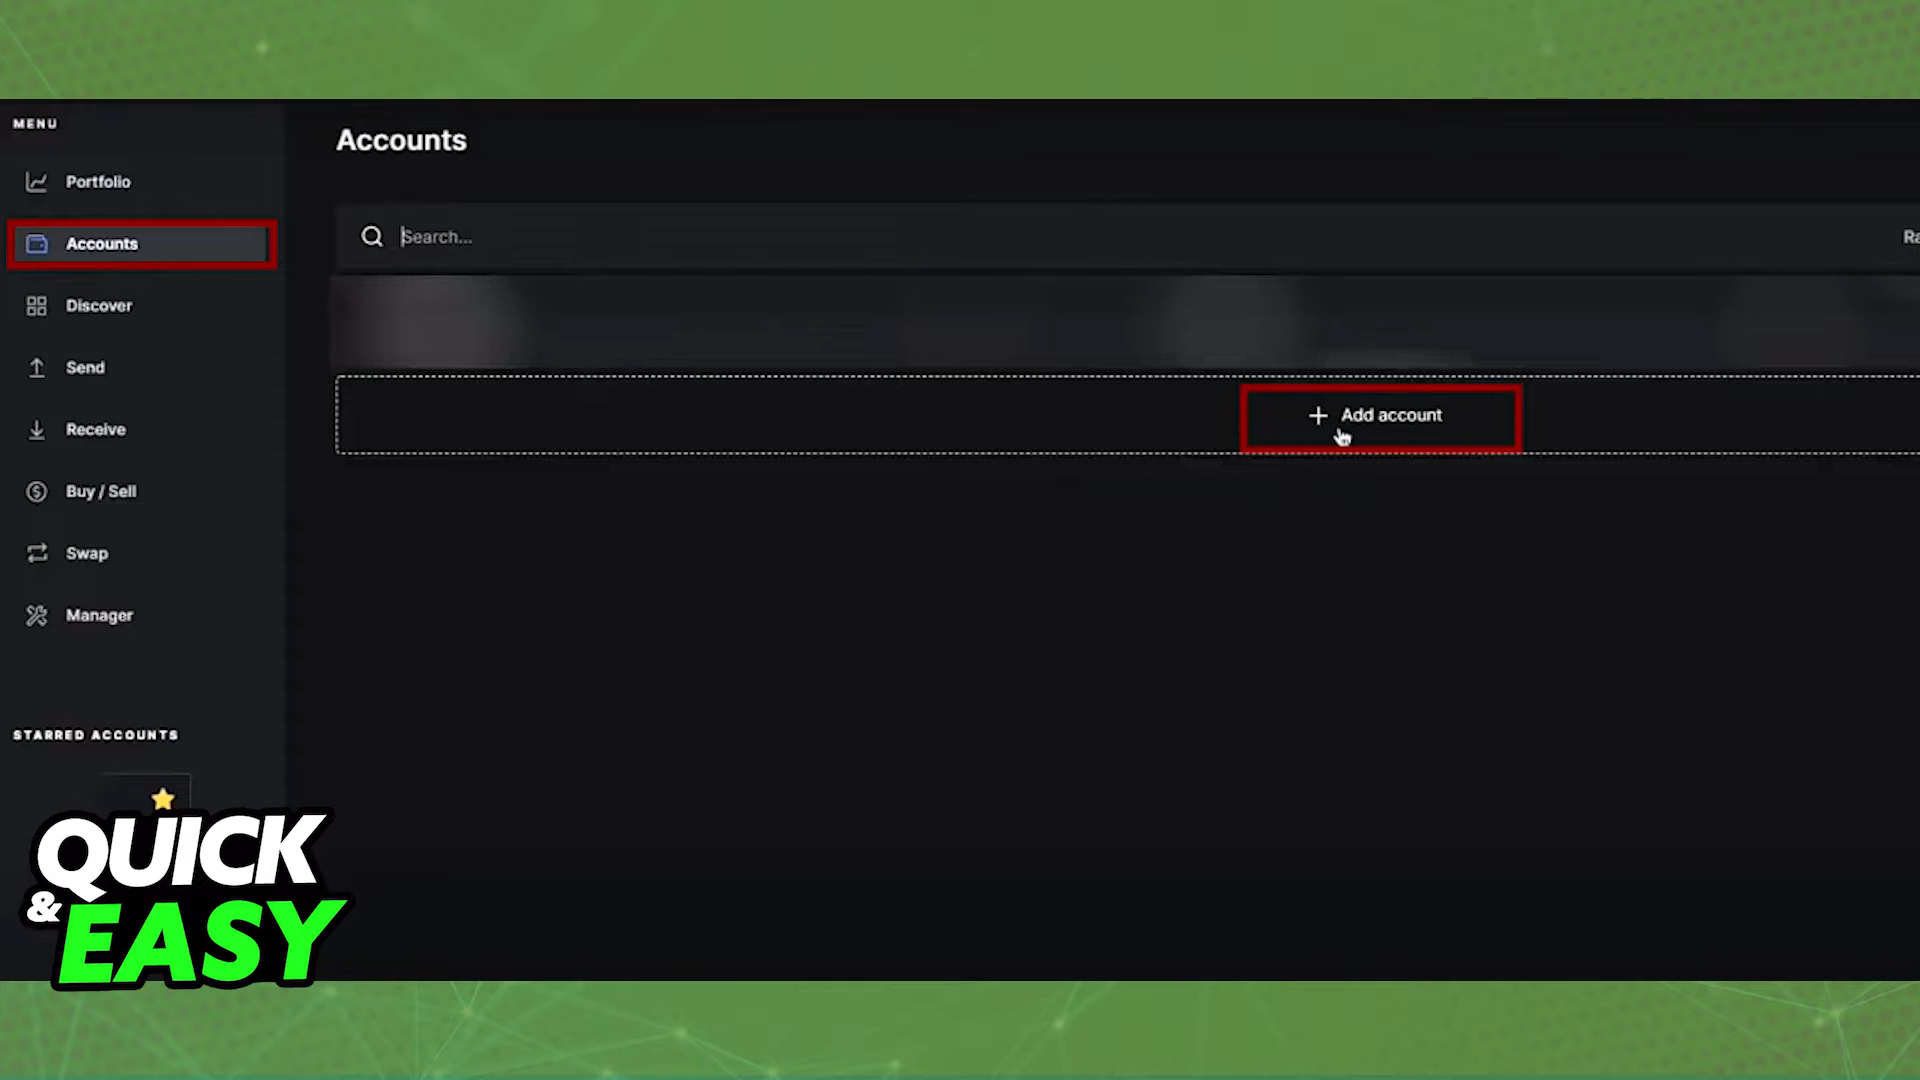 MENU
Accounts
Portfolio
Accounts
Search...
Discover
Send
Add account
Receive
Buy / Sell
Swap
Manager
STARRED ACCOUNTS
QUICK
& EASY